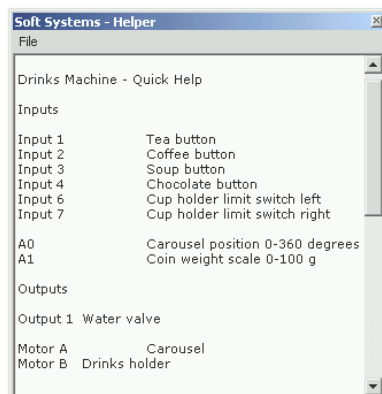 Soft Systems - Helper
File
Drinks Machine - Quick Help
Inputs
Input 1 Tea button
Input 2 Coffee button
Input 3 Soup button
Input 4 Chocolate button
Input 6 Cup holder limit switch left
Input 7 Cup holder limit switch right
A0 Carousel position 0-360 degrees
A1 Coin weight scale 0-100 g
Outputs
Output 1 Water valve
Motor A Carousel
Motor B Drinks holder